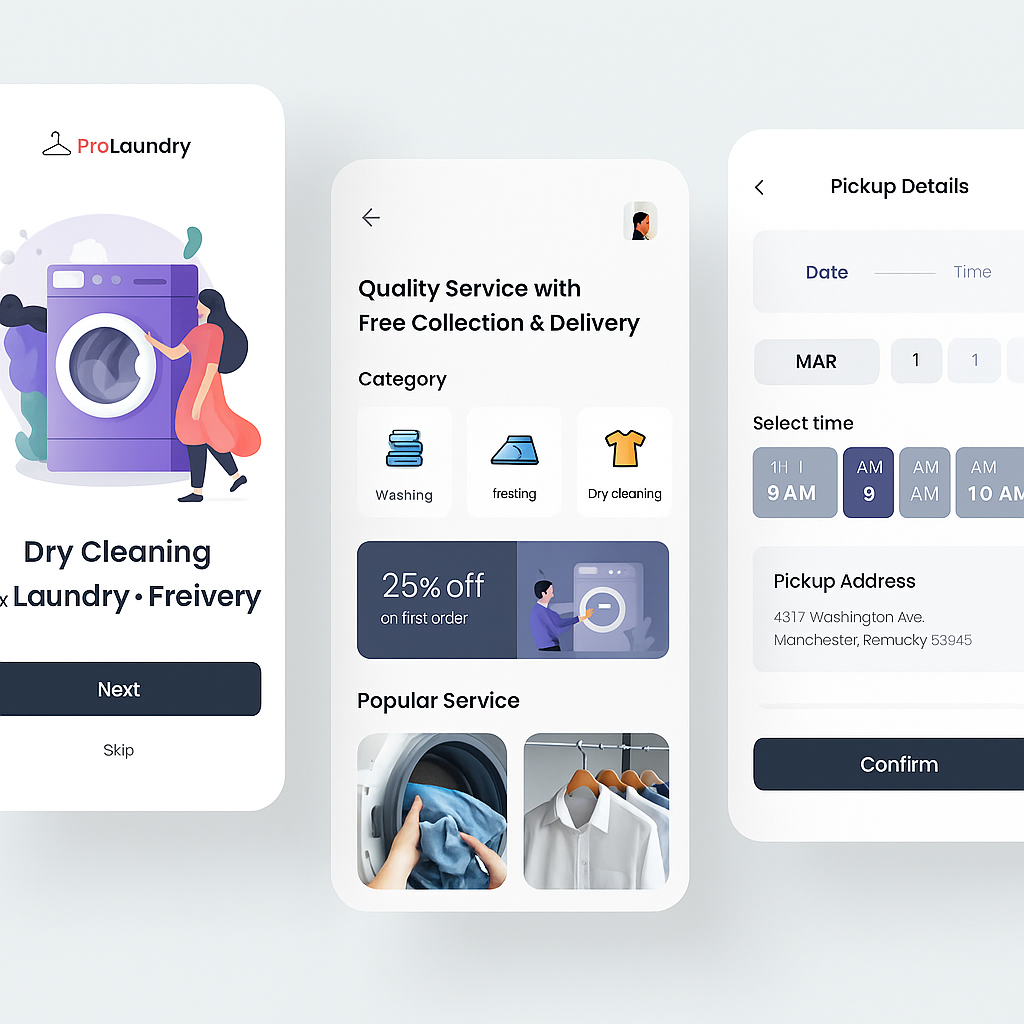 ProLaundry
Dry Cleaning
x Laundry • Freivery
Next
Skip
Quality Service with
Free Collection & Delivery
Category
Washing
fresting
Dry cleaning
25% off
on first order
Popular Service
Pickup Details
Date
Time
MAR
1
1
Select time
1H I
9 AM
AM
9
AM
AM
AM
10 AM
Pickup Address
4317 Washington Ave.
Manchester, Remucky 53945
Confirm